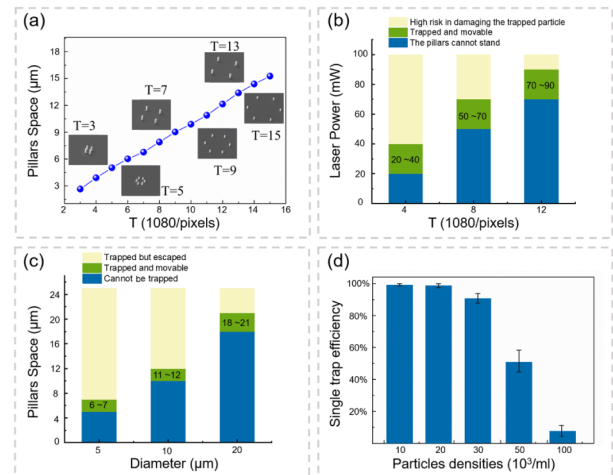 (a)
Pillars Space (μm)
18
15
12
9
6
3
T=3
T=7
T=13
T=5
T=9
T=15
2 4 6 8 10 12 14 16
T (1080/pixels)
(b)
High risk in damaging the trapped particle
Trapped and movable
The pillars cannot stand
Laser Power (mW)
100
80
60
40
20
0
20~40
50 ~70
70 ~90
4 8 12
T (1080/pixels)
(c)
Trapped but escaped
Trapped and movable
Cannot be trapped
Pillars Space (μm)
24
20
16
12
8
4
0
6 ~7
11 ~12
18 ~21
5 10 20
Diameter (μm)
(d)
Single trap efficiency
100%
80%
60%
40%
20%
10 20 30 50 100
Particles densities (10³/ml)